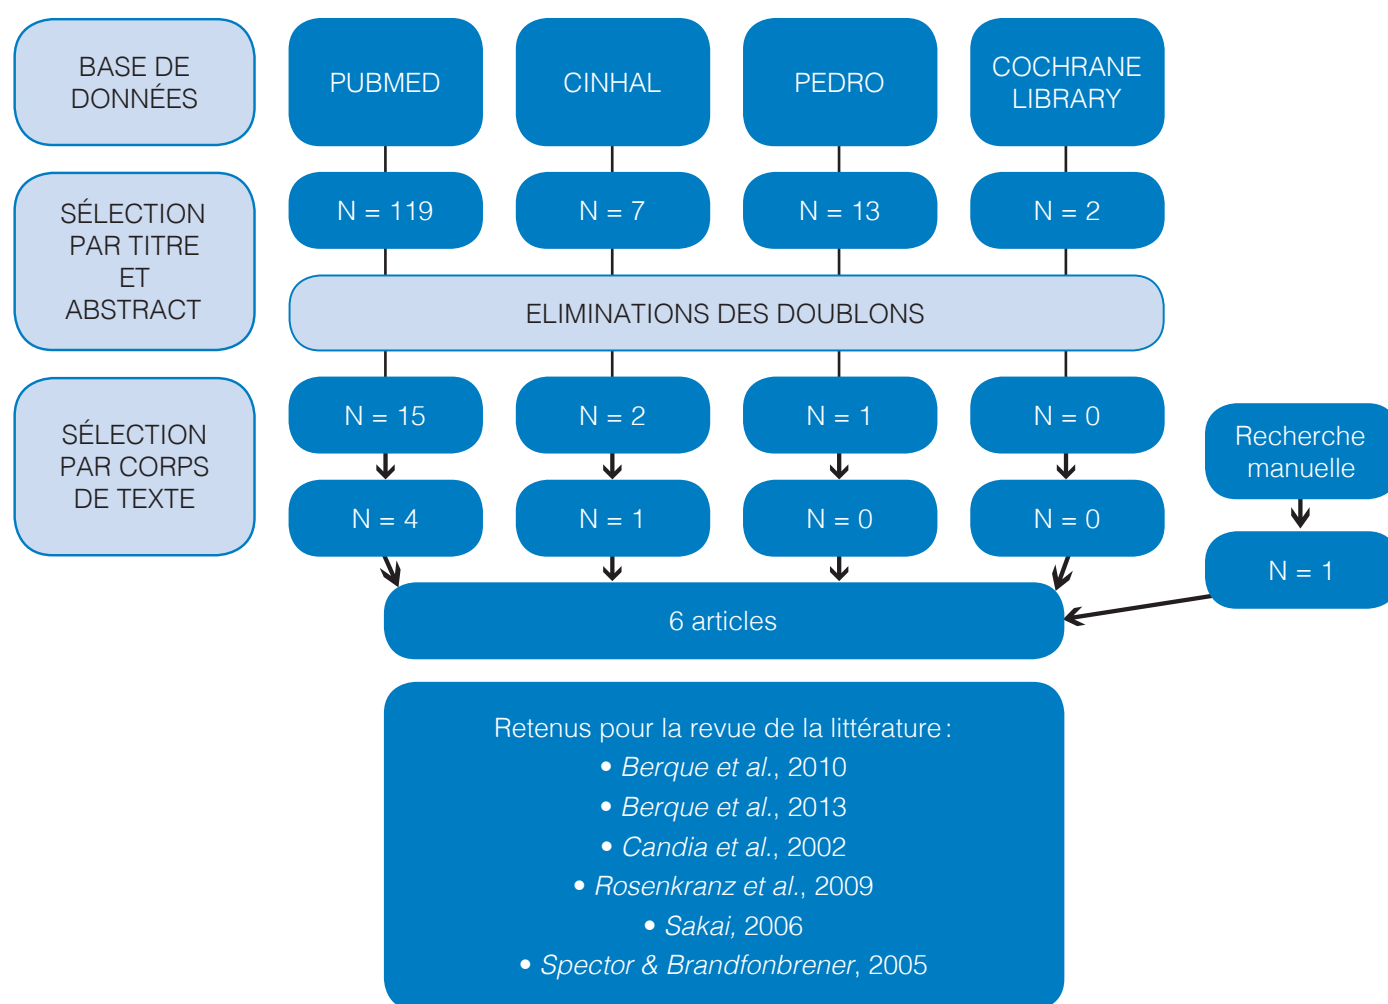 BASE DE
DONNÉES
PUBMED
CINHAL
PEDRO
COCHRANE
LIBRARY
SÉLECTION
PAR TITRE
ET
ABSTRACT
N = 119
N = 7
N = 13
N = 2
ELIMINATIONS DES DOUBLONS
SÉLECTION
PAR CORPS
DE TEXTE
N = 15
N = 2
N = 1
N = 0
Recherche
manuelle
N = 4
N = 1
N = 0
N = 0
N = 1
6 articles
Retenus pour la revue de la littérature :
• Berque et al., 2010
• Berque et al., 2013
• Candia et al., 2002
• Rosenkranz et al., 2009
• Sakai, 2006
• Spector & Brandfonbrener, 2005